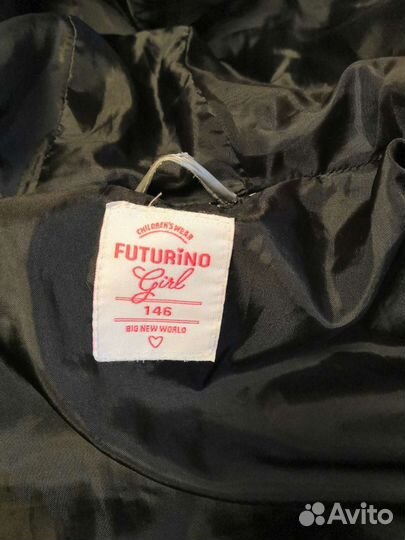 CHILDREN'S WEAR
FUTURiNO
Girl
146
BIG NEW WORLD
Avito